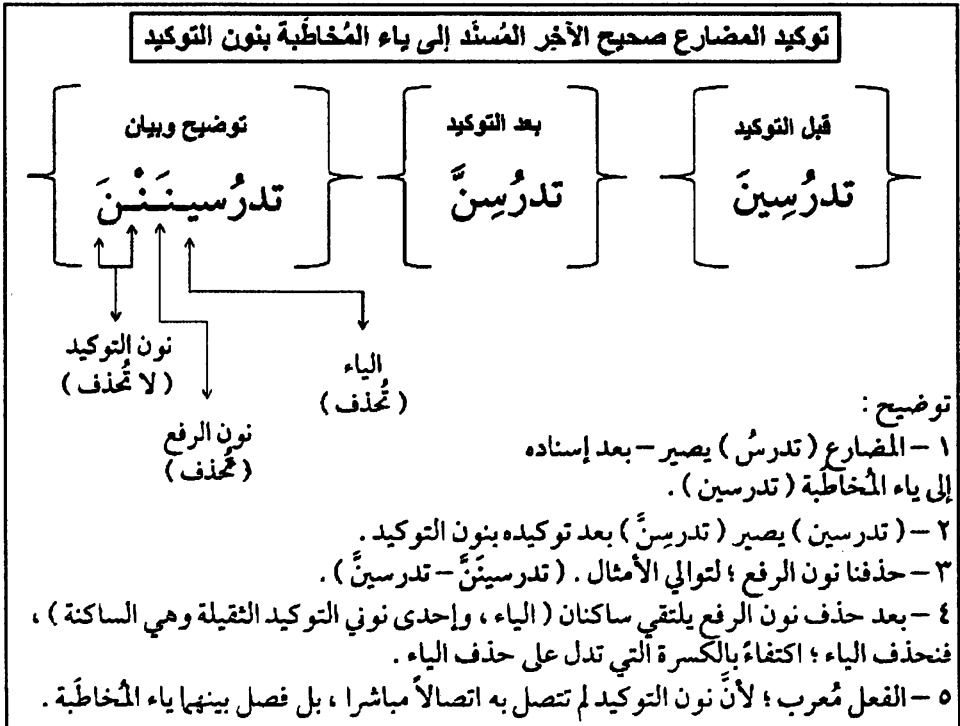 توكيد المضارع صحيح الآخِر المُسنَد إلى ياء المُخاطَبة بنون التوكيد
قبل التوكيد
تدرُسِينَ
بعد التوكيد
تدرُسِنَّ
توضيح وبيان
تدرُسيـنَـنْـنَ
الياء
( تُحذف )
نون التوكيد
( لا تُحذف )
نون الرفع
( تُحذف )
توضيح :
١ – المضارع ( تدرسُ ) يصير – بعد إسناده
إلى ياء المُخاطَبة ( تدرسين ) .
٢ – ( تدرسين ) يصير ( تدرسِنَّ ) بعد توكيده بنون التوكيد .
٣ – حذفنا نون الرفع ؛ لتوالي الأمثال . ( تدرسينَنَّ – تدرسينَّ ) .
٤ – بعد حذف نون الرفع يلتقي ساكنان ( الياء ، وإحدى نوني التوكيد الثقيلة وهي الساكنة ) ،
فنحذف الياء ؛ اكتفاءً بالكسرة التي تدل على حذف الياء .
٥ – الفعل مُعرب ؛ لأنَّ نون التوكيد لم تتصل به اتصالاً مباشرا ، بل فصل بينهما ياء المُخاطَبة .